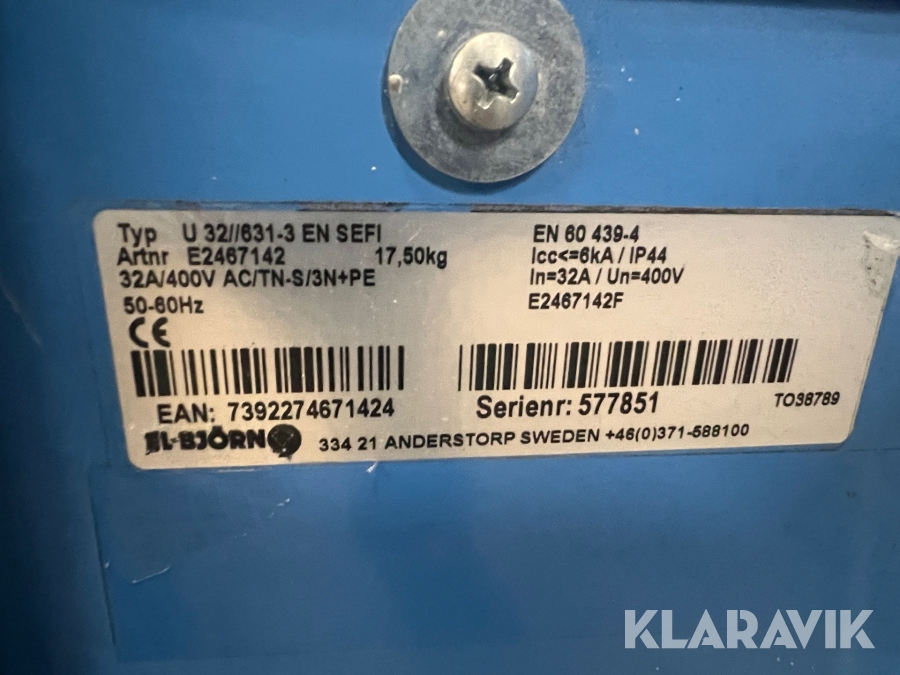 Typ U 32//631-3 EN SEFI
Artnr E2467142 17,50kg
32A/400V AC/TN-S/3N+PE
50-60Hz
CE
EN 60 439-4
Icc<=6kA / IP44
In=32A / Un=400V
E2467142F
EAN: 7392274671424
Serienr: 577851
TO38789
EL-BJÖRN 334 21 ANDERSTORP SWEDEN +46(0)371-588100
KLARAVIK